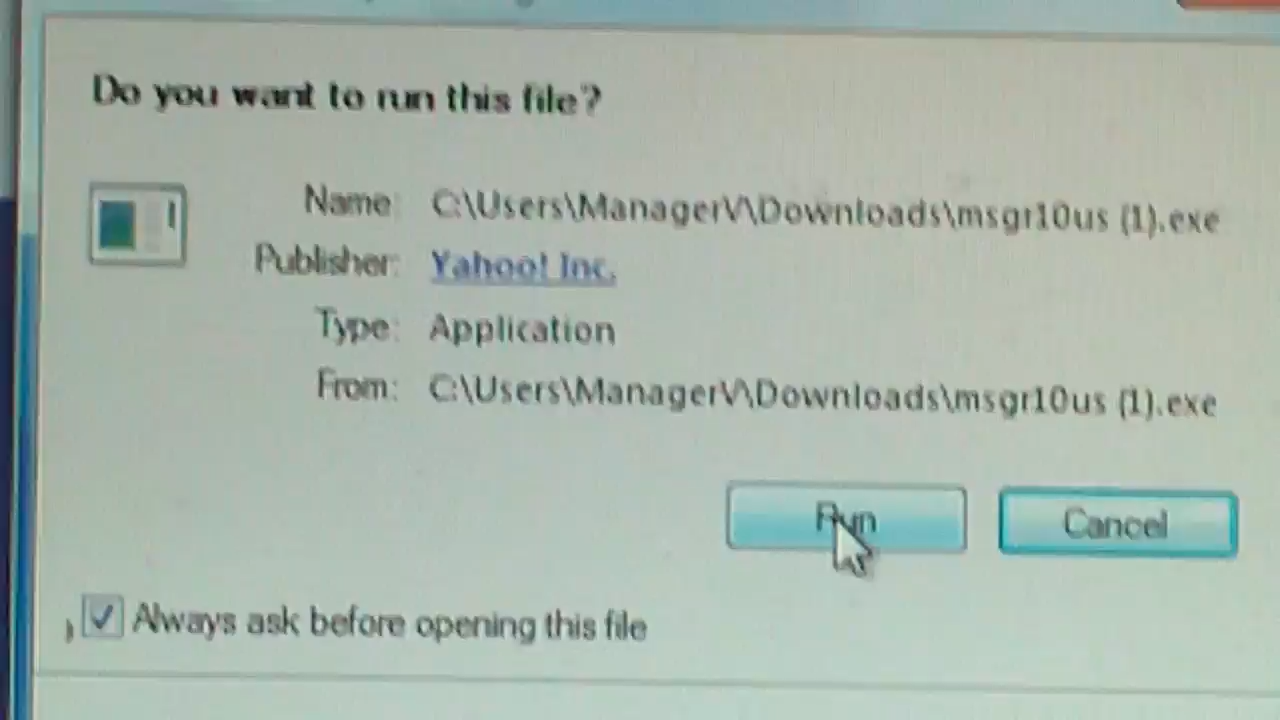 Do you want to run this file?
Name: C:\Users\ManagerV\Downloads\msgr10us (1).exe
Publisher: Yahoo! Inc.
Type: Application
From: C:\Users\ManagerV\Downloads\msgr10us (1).exe
Run Cancel
Always ask before opening this file